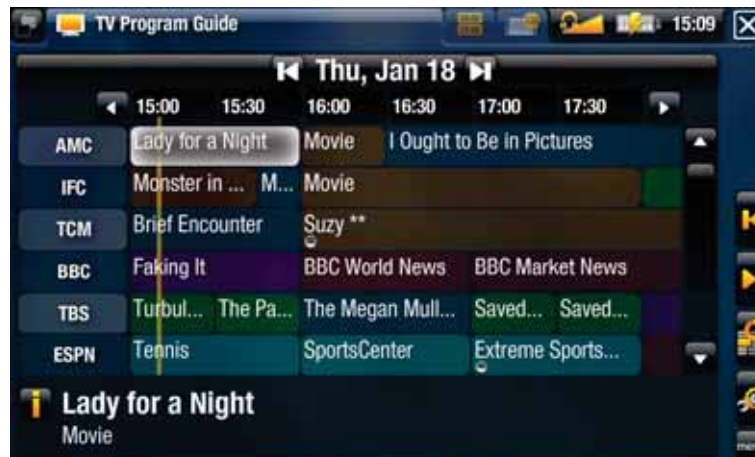 TV Program Guide 15:09
Thu, Jan 18
15:00 15:30 16:00 16:30 17:00 17:30
AMC Lady for a Night Movie I Ought to Be in Pictures
IFC Monster in ... M... Movie
TCM Brief Encounter Suzy **
BBC Faking It BBC World News BBC Market News
TBS Turbul... The Pa... The Megan Mull... Saved... Saved...
ESPN Tennis SportsCenter Extreme Sports...
Lady for a Night
Movie